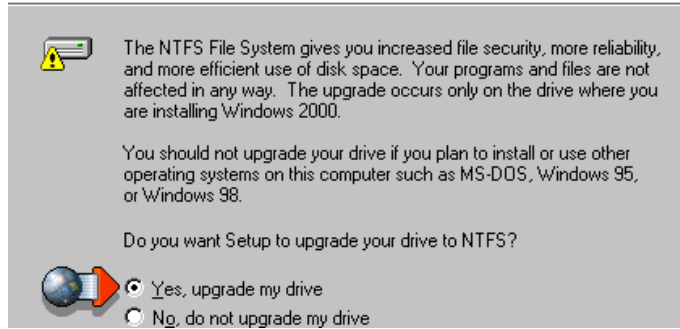 The NTFS File System gives you increased file security, more reliability,
and more efficient use of disk space. Your programs and files are not
affected in any way. The upgrade occurs only on the drive where you
are installing Windows 2000.
You should not upgrade your drive if you plan to install or use other
operating systems on this computer such as MS-DOS, Windows 95,
or Windows 98.
Do you want Setup to upgrade your drive to NTFS?
Yes, upgrade my drive
No, do not upgrade my drive